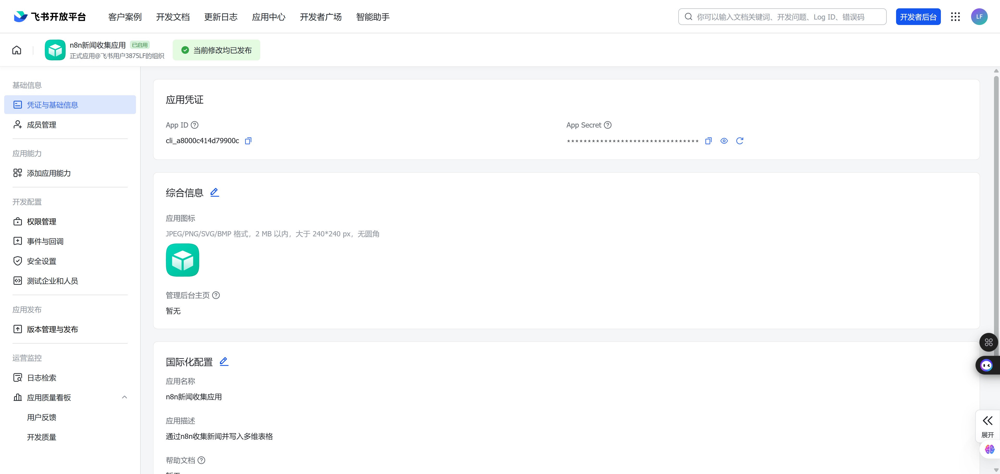 飞书开放平台
客户案例
开发文档
更新日志
应用中心
开发者广场
智能助手
你可以输入文档关键词、开发问题、Log ID、错误码
开发者后台
LF
n8n新闻收集应用
已启用
正式应用@飞书用户3875LF的组织
当前修改均已发布
基础信息
凭证与基础信息
成员管理
应用能力
添加应用能力
开发配置
权限管理
事件与回调
安全设置
测试企业和人员
应用发布
版本管理与发布
运营监控
日志检索
应用质量看板
用户反馈
开发质量
应用凭证
App ID
cli_a8000c414d79900c
App Secret
********************************
综合信息
应用图标
JPEG/PNG/SVG/BMP 格式，2 MB 以内，大于 240*240 px，无圆角
管理后台主页
暂无
国际化配置
应用名称
n8n新闻收集应用
应用描述
通过n8n收集新闻并写入多维表格
帮助文档
展开